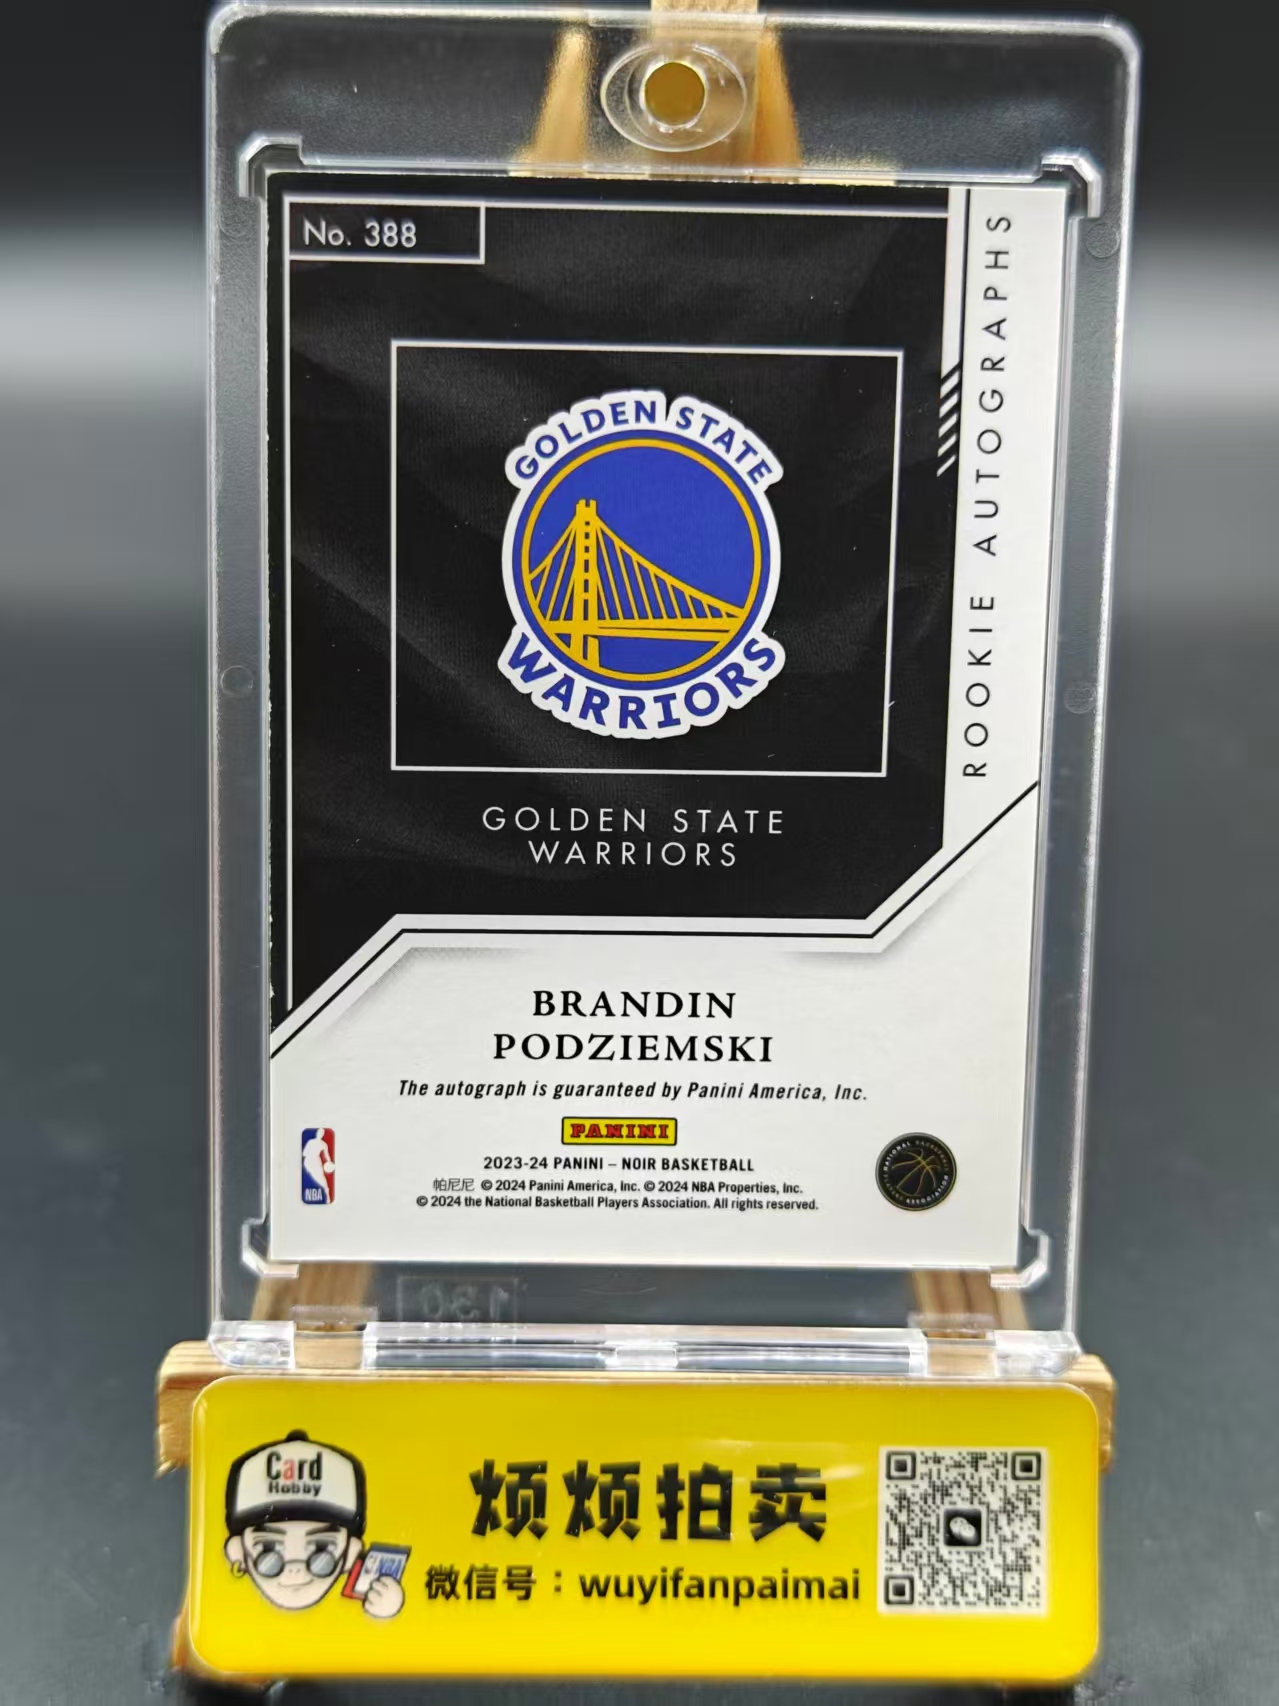 No. 388
ROOKIE AUTOGRAPHS
GOLDEN STATE
WARRIORS
GOLDEN STATE
WARRIORS
BRANDIN
PODZIEMSKI
The autograph is guaranteed by Panini America, Inc.
PANINI
2023-24 PANINI – NOIR BASKETBALL
帕尼尼 © 2024 Panini America, Inc. © 2024 NBA Properties, Inc.
© 2024 the National Basketball Players Association. All rights reserved.
NBA
130
Card
Hobby
NBA
烦烦拍卖
微信号：wuyifanpaimai